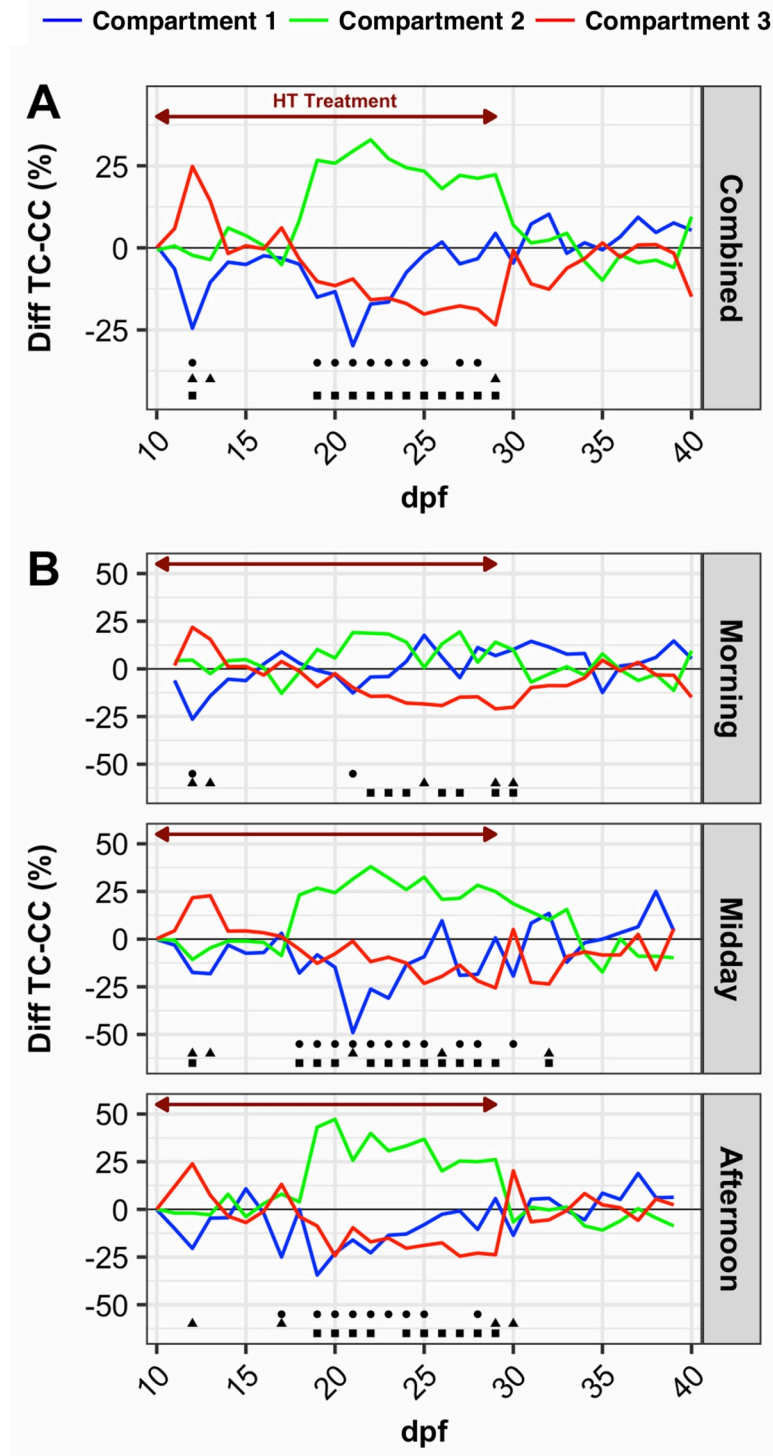 Compartment 1 Compartment 2 Compartment 3
A
HT Treatment
Diff TC-CC (%)
25
0
-25
Combined
10 15 20 25 30 35 40
dpf
B
50
25
0
-25
-50
Morning
Diff TC-CC (%)
50
25
0
-25
-50
Midday
50
25
0
-25
-50
Afternoon
10 15 20 25 30 35 40
dpf